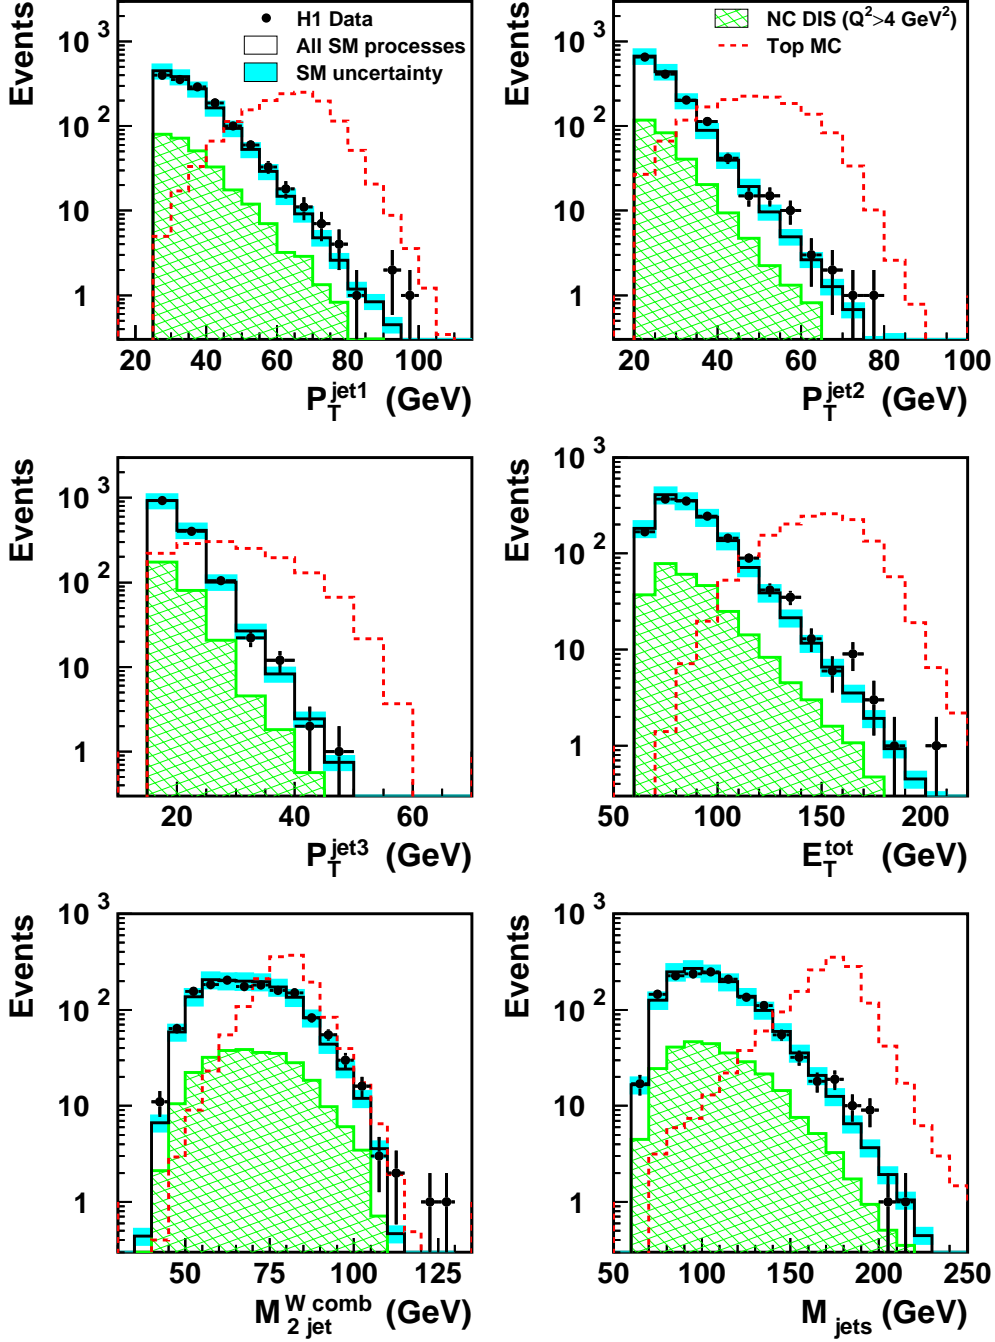 H1 Data
All SM processes
SM uncertainty
Events
10³
10²
10
1
20 40 60 80 100
P_T^jet1 (GeV)
NC DIS (Q²>4 GeV²)
Top MC
Events
10³
10²
10
1
20 40 60 80 100
P_T^jet2 (GeV)
Events
10³
10²
10
1
20 40 60
P_T^jet3 (GeV)
Events
10³
10²
10
1
50 100 150 200
E_T^tot (GeV)
Events
10³
10²
10
1
50 75 100 125
M_2 jet^W comb (GeV)
Events
10³
10²
10
1
50 100 150 200 250
M_jets (GeV)